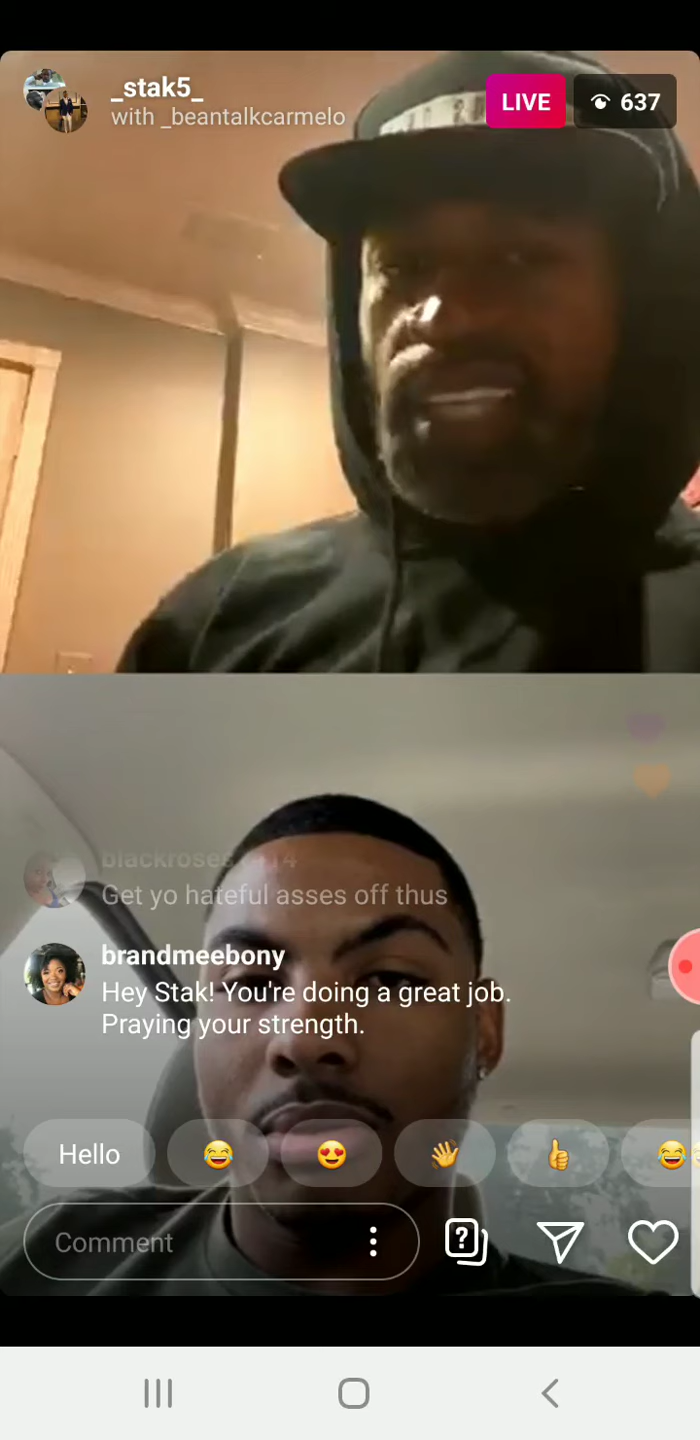 _stak5_
with _beantalkcarmelo
LIVE
637
Get yo hateful asses off thus
brandmeebony
Hey Stak! You're doing a great job.
Praying your strength.
Hello
Comment